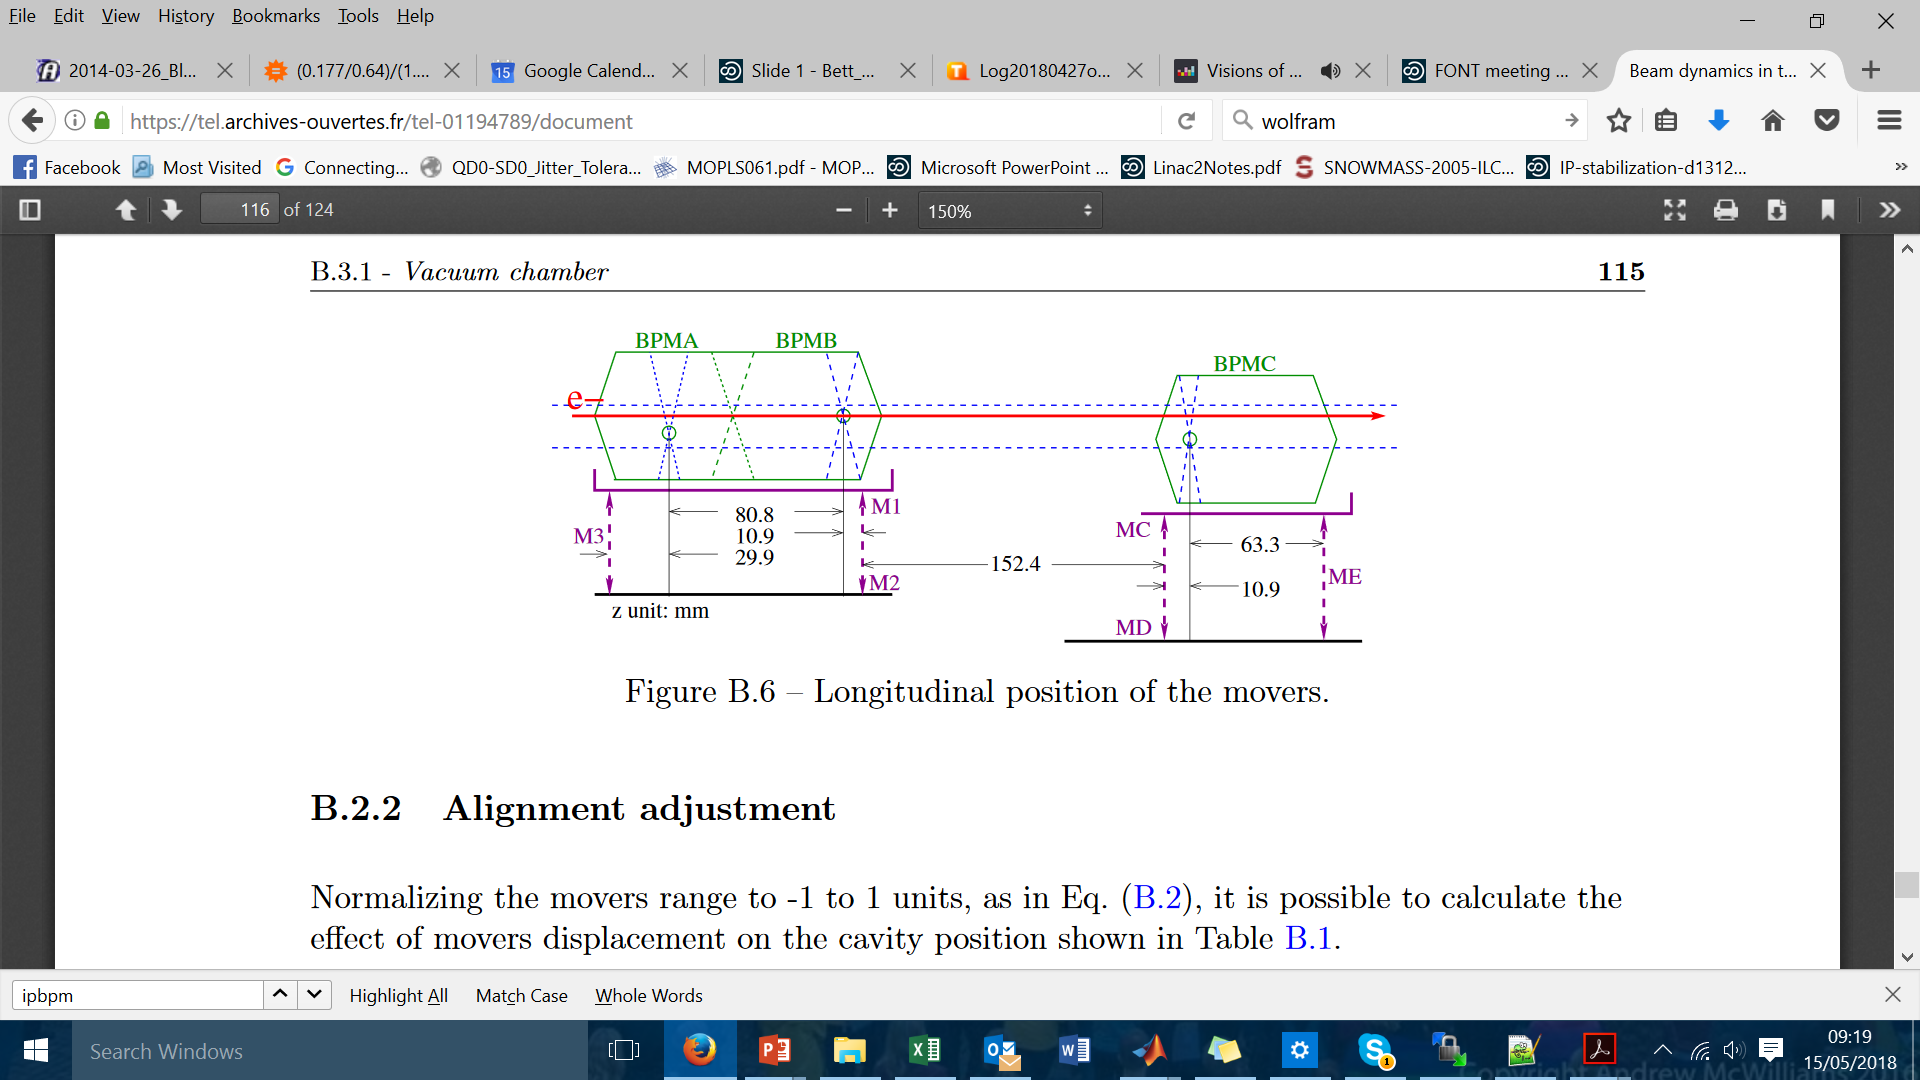 File Edit View History Bookmarks Tools Help
2014-03-26_Bl... (0.177/0.64)/(1.... Google Calend... Slide 1 - Bett_... Log20180427o... Visions of ... FONT meeting ... Beam dynamics in t...
https://tel.archives-ouvertes.fr/tel-01194789/document wolfram
Facebook Most Visited Connecting... QD0-SD0_Jitter_Tolera... MOPLS061.pdf - MOP... Microsoft PowerPoint ... Linac2Notes.pdf SNOWMASS-2005-ILC... IP-stabilization-d1312...
116 of 124 150%
B.3.1 - Vacuum chamber 115
BPMA BPMB
BPMC
e−
M1
80.8
M3
10.9
29.9
M2
z unit: mm
152.4
MC
63.3
ME
10.9
MD
Figure B.6 – Longitudinal position of the movers.
B.2.2 Alignment adjustment
Normalizing the movers range to -1 to 1 units, as in Eq. (B.2), it is possible to calculate the
effect of movers displacement on the cavity position shown in Table B.1.
ipbpm Highlight All Match Case Whole Words
Search Windows
09:19
15/05/2018